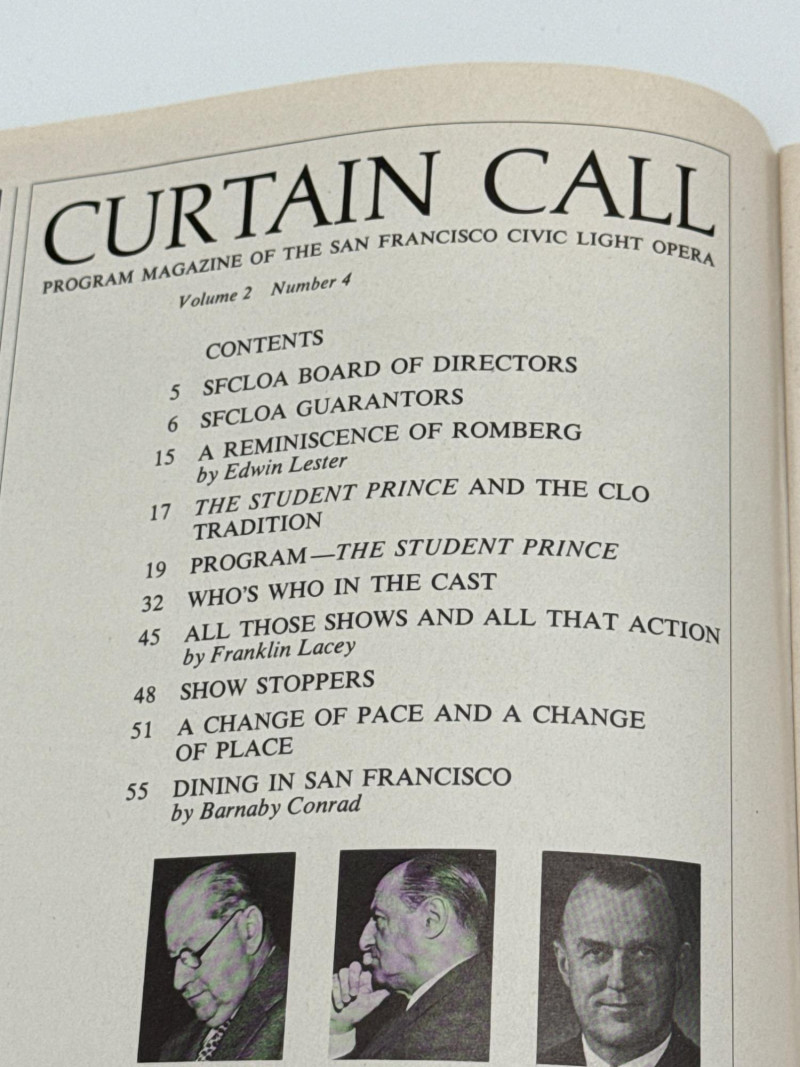 CURTAIN CALL
PROGRAM MAGAZINE OF THE SAN FRANCISCO CIVIC LIGHT OPERA
Volume 2 Number 4
CONTENTS
5 SFCLOA BOARD OF DIRECTORS
6 SFCLOA GUARANTORS
15 A REMINISCENCE OF ROMBERG
by Edwin Lester
17 THE STUDENT PRINCE AND THE CLO
TRADITION
19 PROGRAM—THE STUDENT PRINCE
32 WHO'S WHO IN THE CAST
45 ALL THOSE SHOWS AND ALL THAT ACTION
by Franklin Lacey
48 SHOW STOPPERS
51 A CHANGE OF PACE AND A CHANGE
OF PLACE
55 DINING IN SAN FRANCISCO
by Barnaby Conrad